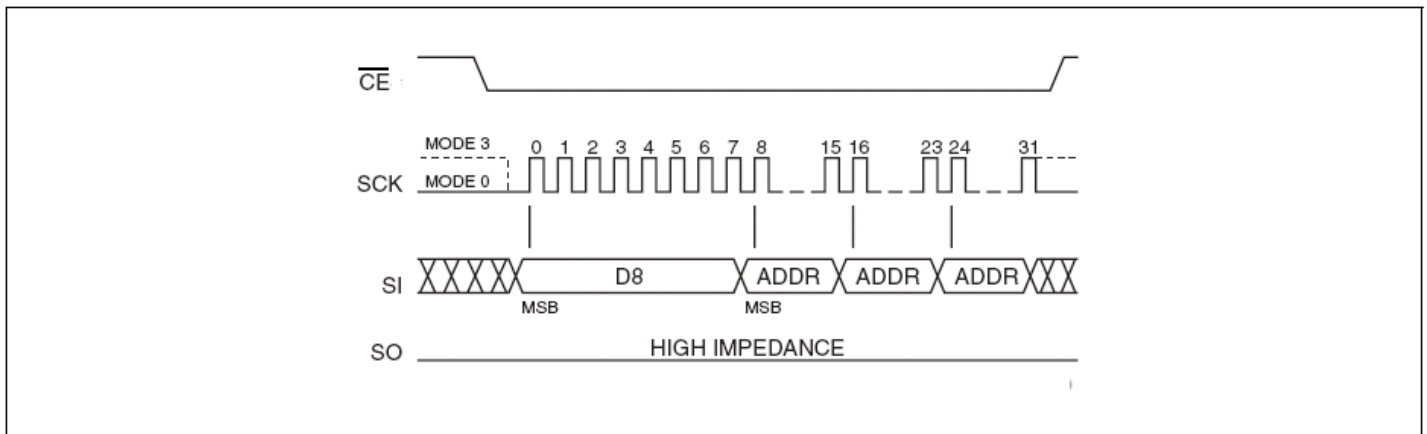 CE
MODE 3
0 1 2 3 4 5 6 7 8 15 16 23 24 31
SCK MODE 0
SI D8 ADDR ADDR ADDR
MSB MSB
SO HIGH IMPEDANCE